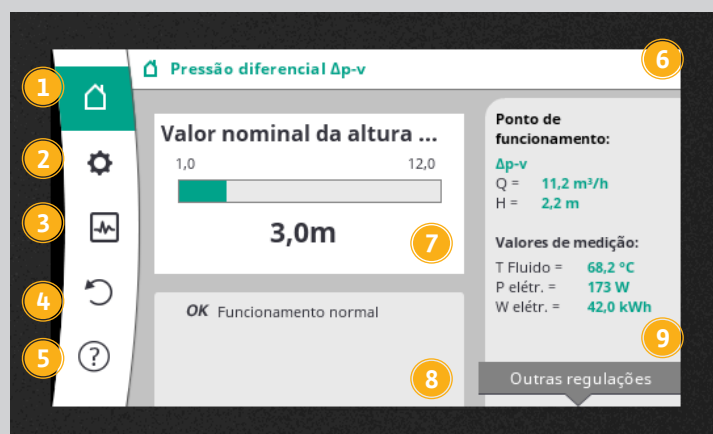 Pressão diferencial Δp-v
6
1
2
3
4
5
Valor nominal da altura ...
1,0 12,0
3,0m
7
OK Funcionamento normal
8
Ponto de
funcionamento:
Δp-v
Q = 11,2 m³/h
H = 2,2 m
Valores de medição:
T Fluido = 68,2 °C
P elétr. = 173 W
W elétr. = 42,0 kWh
9
Outras regulações
?